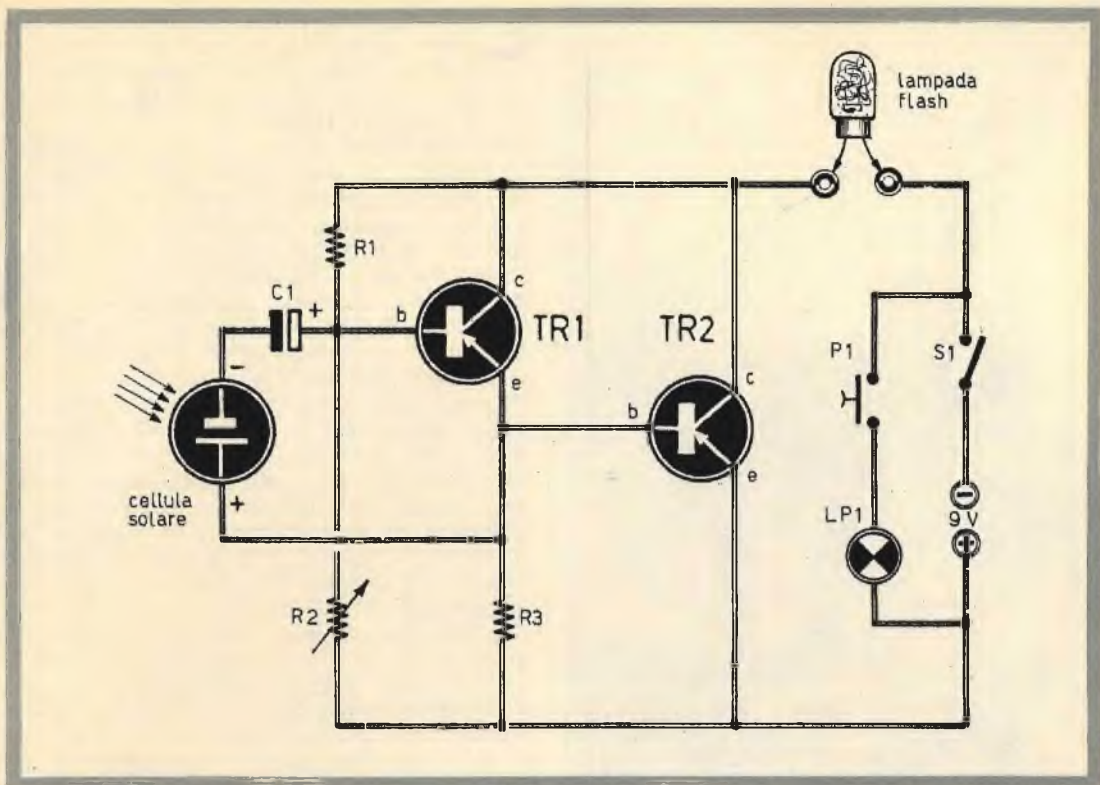 lampada
flash
R1
C1
+
b
c
TR1
TR2
P1
S1
-
e
b
c
cellula
solare
+
e
LP1
-
9 V
+
R2
R3